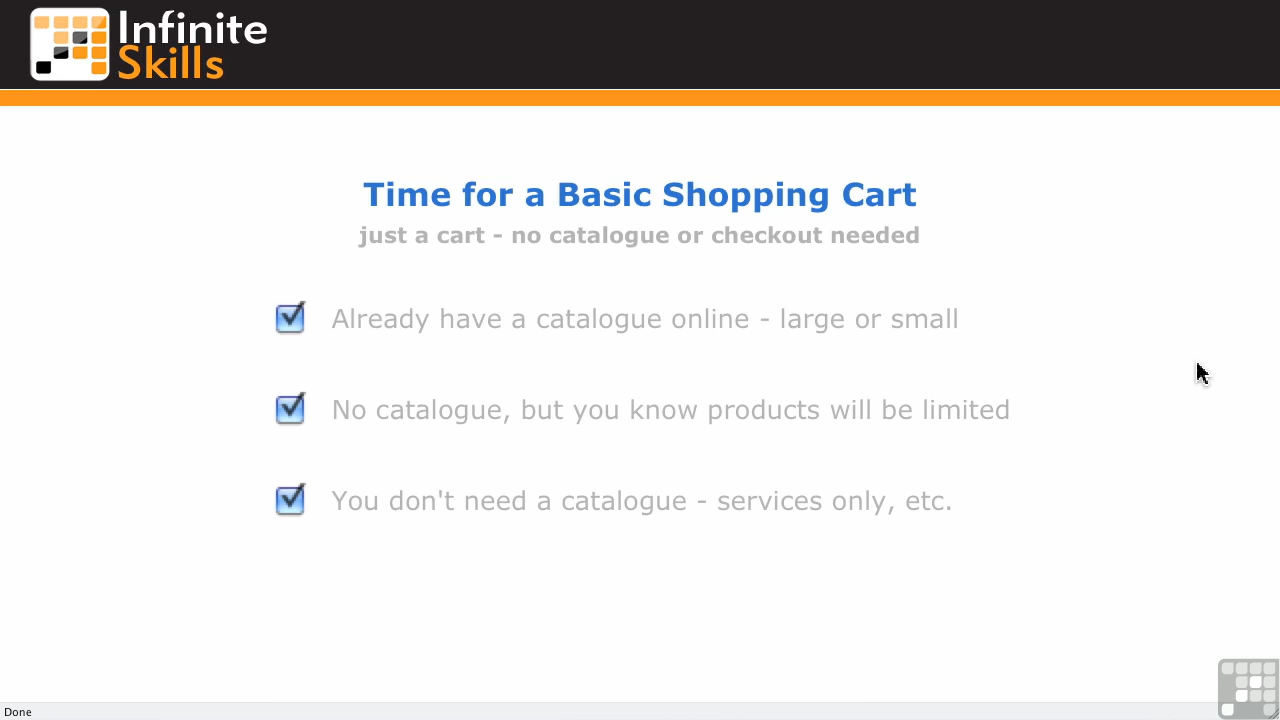 Infinite
Skills
Time for a Basic Shopping Cart
just a cart - no catalogue or checkout needed
Already have a catalogue online - large or small
No catalogue, but you know products will be limited
You don't need a catalogue - services only, etc.
Done